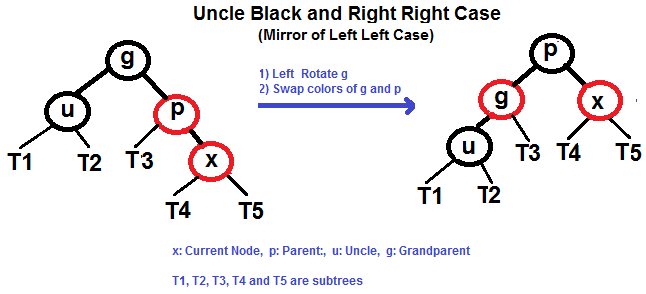 Uncle Black and Right Right Case
(Mirror of Left Left Case)
1) Left Rotate g
2) Swap colors of g and p
g
u
p
T1
T2
T3
x
T4
T5
p
g
x
u
T3
T4
T5
T1
T2
x: Current Node, p: Parent:, u: Uncle, g: Grandparent
T1, T2, T3, T4 and T5 are subtrees